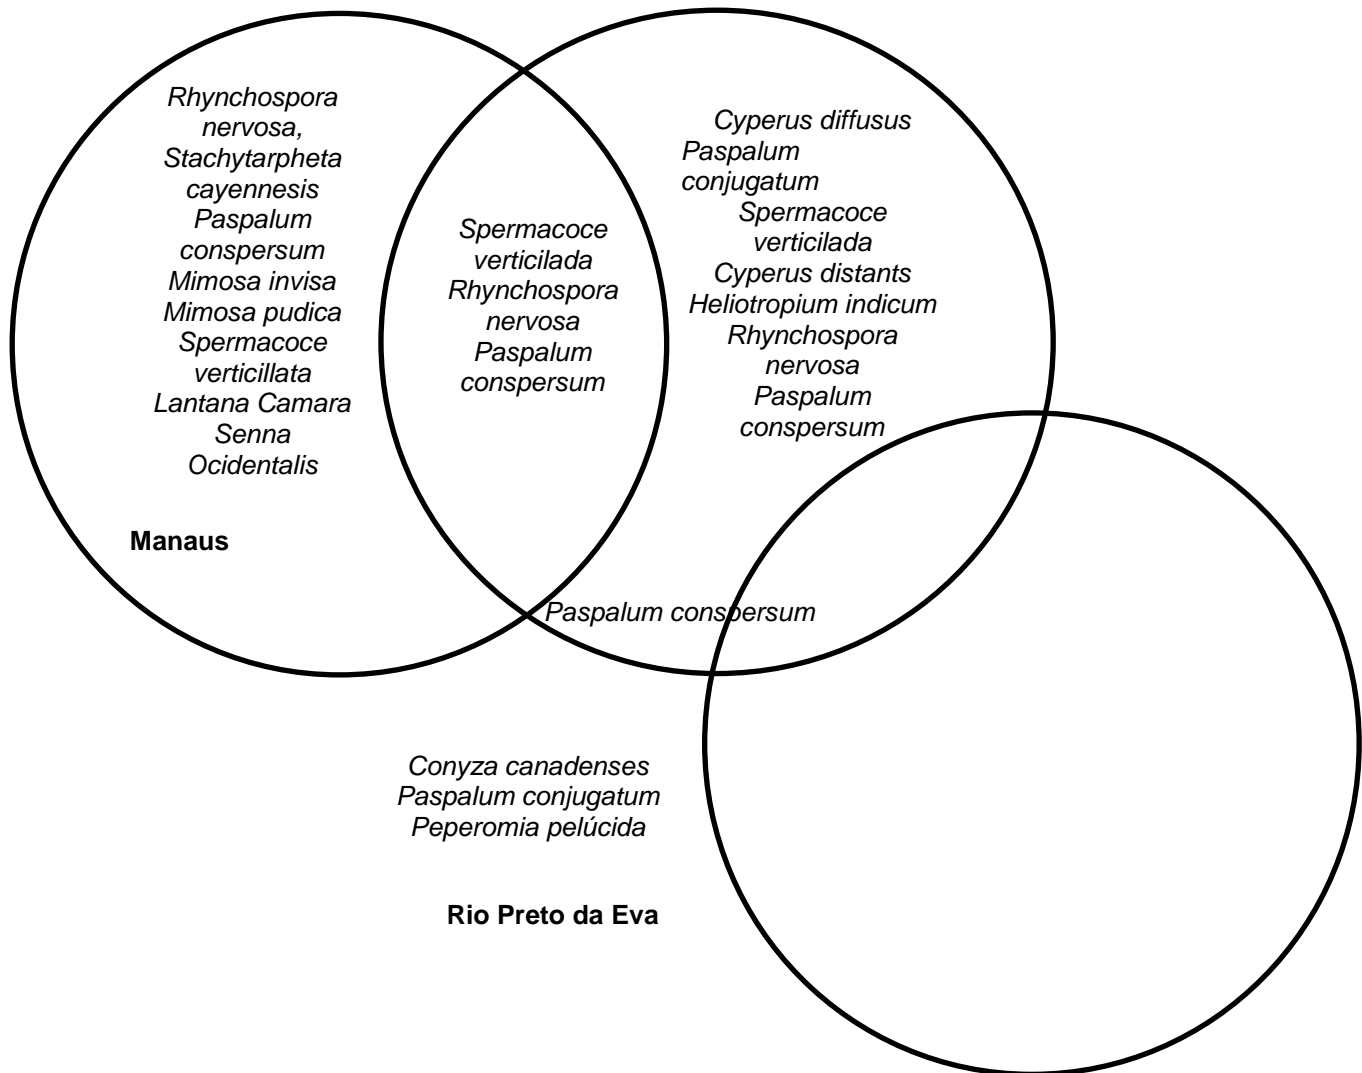 Rhynchospora
nervosa,
Stachytarpheta
cayennesis
Paspalum
conspersum
Mimosa invisa
Mimosa pudica
Spermacoce
verticillata
Lantana Camara
Senna
Ocidentalis
Manaus
Spermacoce
verticilada
Rhynchospora
nervosa
Paspalum
conspersum
Cyperus diffusus
Paspalum
conjugatum
Spermacoce
verticilada
Cyperus distants
Heliotropium indicum
Rhynchospora
nervosa
Paspalum
conspersum
Paspalum conspersum
Conyza canadenses
Paspalum conjugatum
Peperomia pelúcida
Rio Preto da Eva